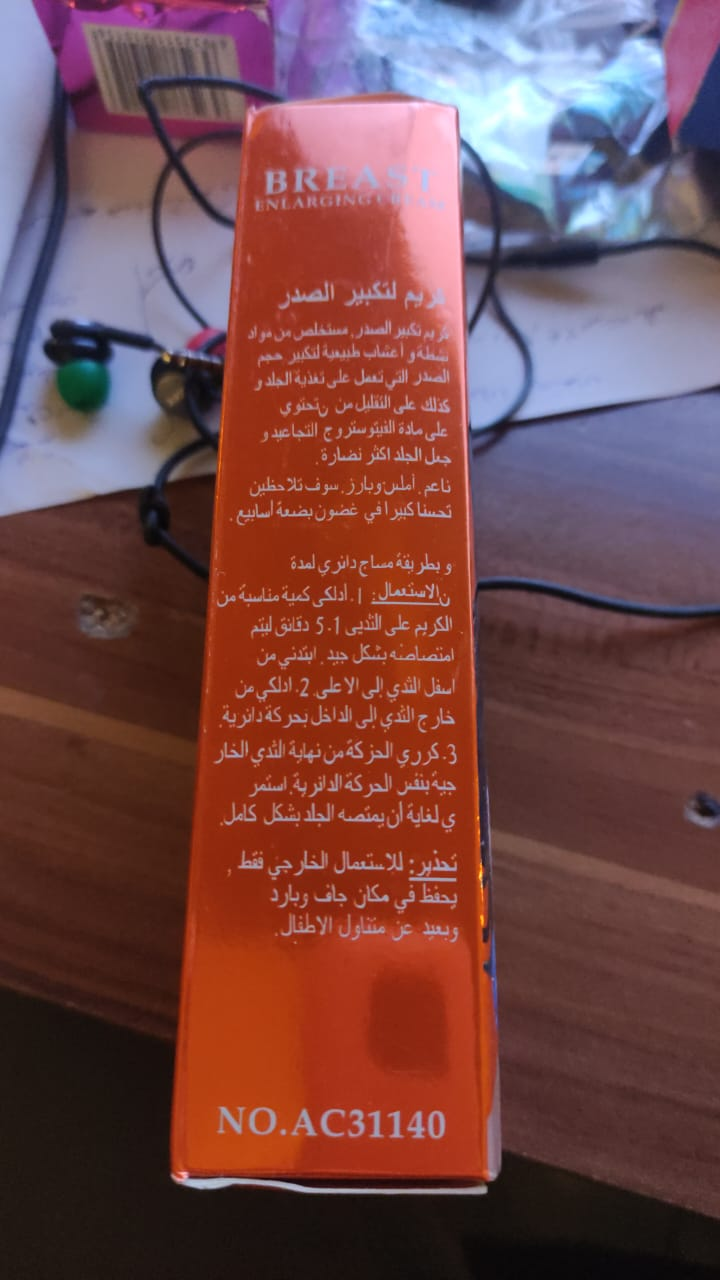 BREAST
ENLARGING CREAM
كريم لتكبير الصدر
كريم تكبير الصدر, مستخلص من مواد
نشطة و أعشاب طبيعية لتكبير حجم
الصدر التي تعمل على تغذية الجلد و
كذلك على التقليل من نتحتوي
على مادة الفيتوستروج التجاعيد و
جعل الجلد اكثر نضارة.
ناعم, أملس وبارز, سوف تلاحظين
تحسنا كبيرا في غضون بضعة أسابيع.
و بطريقة مساج دائري لمدة
ن الاستعمال: 1. أدلكي كمية مناسبة من
الكريم على الثديى 5.1 دقائق ليتم
امتصاصه بشكل جيد. ابتدئي من
اسفل الثدي إلى الاعلى 2. ادلكي من
خارج الثدي إلى الداخل بحركة دائرية.
3. كرري الحركة من نهاية الثدي الخار
جية بنفس الحركة الدائرية, استمر
ي لغاية أن يمتصه الجلد بشكل كامل.
تحذير: للاستعمال الخارجي فقط ,
يحفظ في مكان جاف وبارد
وبعيد عن متناول الاطفال.
NO.AC31140